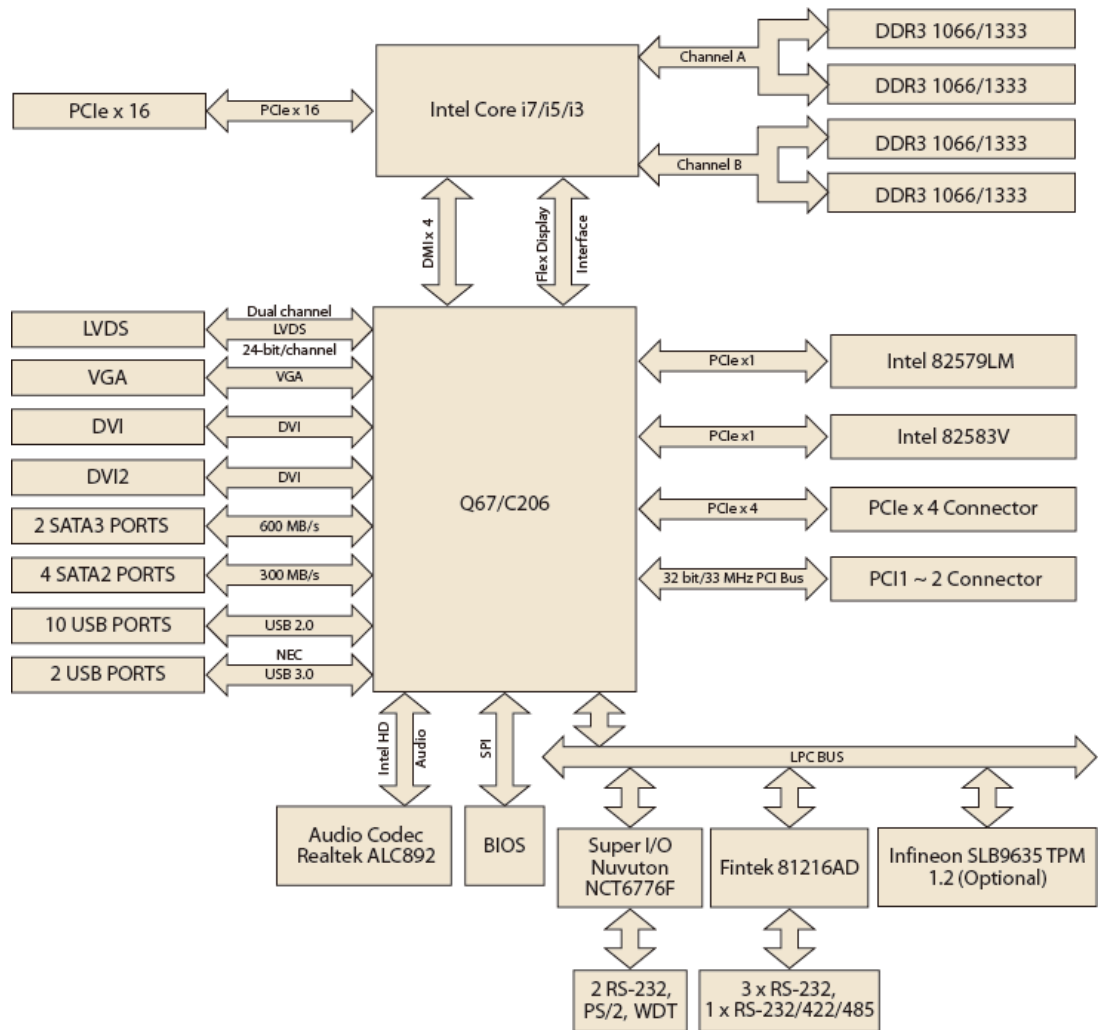 DDR3 1066/1333
Channel A
DDR3 1066/1333
PCIe x 16
PCIe x 16
Intel Core i7/i5/i3
DDR3 1066/1333
Channel B
DDR3 1066/1333
DMI x 4
Flex Display
Interface
LVDS
Dual channel
LVDS
24-bit/channel
VGA
VGA
DVI
DVI
DVI2
DVI
2 SATA3 PORTS
600 MB/s
4 SATA2 PORTS
300 MB/s
10 USB PORTS
USB 2.0
2 USB PORTS
NEC
USB 3.0
Q67/C206
PCIe x1
Intel 82579LM
PCIe x1
Intel 82583V
PCIe x 4
PCIe x 4 Connector
32 bit/33 MHz PCI Bus
PCI1 ~ 2 Connector
Intel HD
Audio
SPI
LPC BUS
Audio Codec
Realtek ALC892
BIOS
Super I/O
Nuvuton
NCT6776F
Fintek 81216AD
Infineon SLB9635 TPM
1.2 (Optional)
2 RS-232,
PS/2, WDT
3 x RS-232,
1 x RS-232/422/485